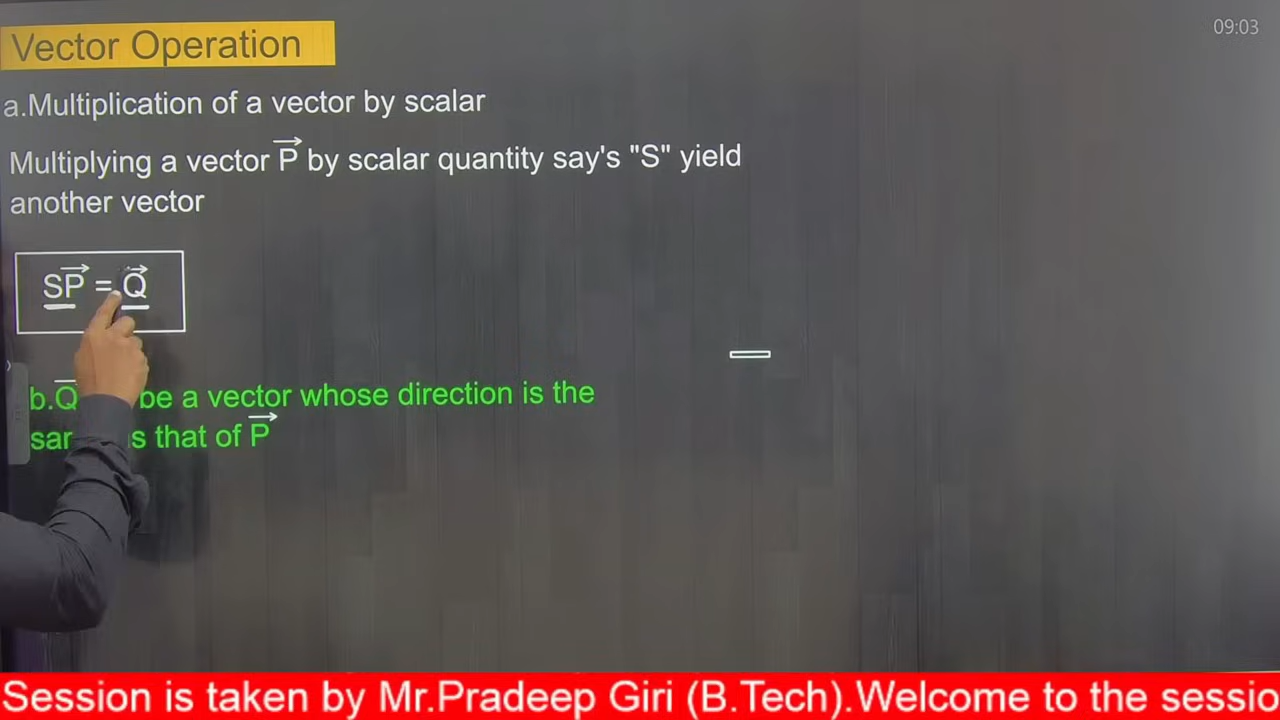 09:03
Vector Operation
a.Multiplication of a vector by scalar
Multiplying a vector P⃗ by scalar quantity say's "S" yield
another vector
SP⃗ = Q⃗
b.Q⃗ be a vector whose direction is the
that of P⃗
Session is taken by Mr.Pradeep Giri (B.Tech).Welcome to the sessio